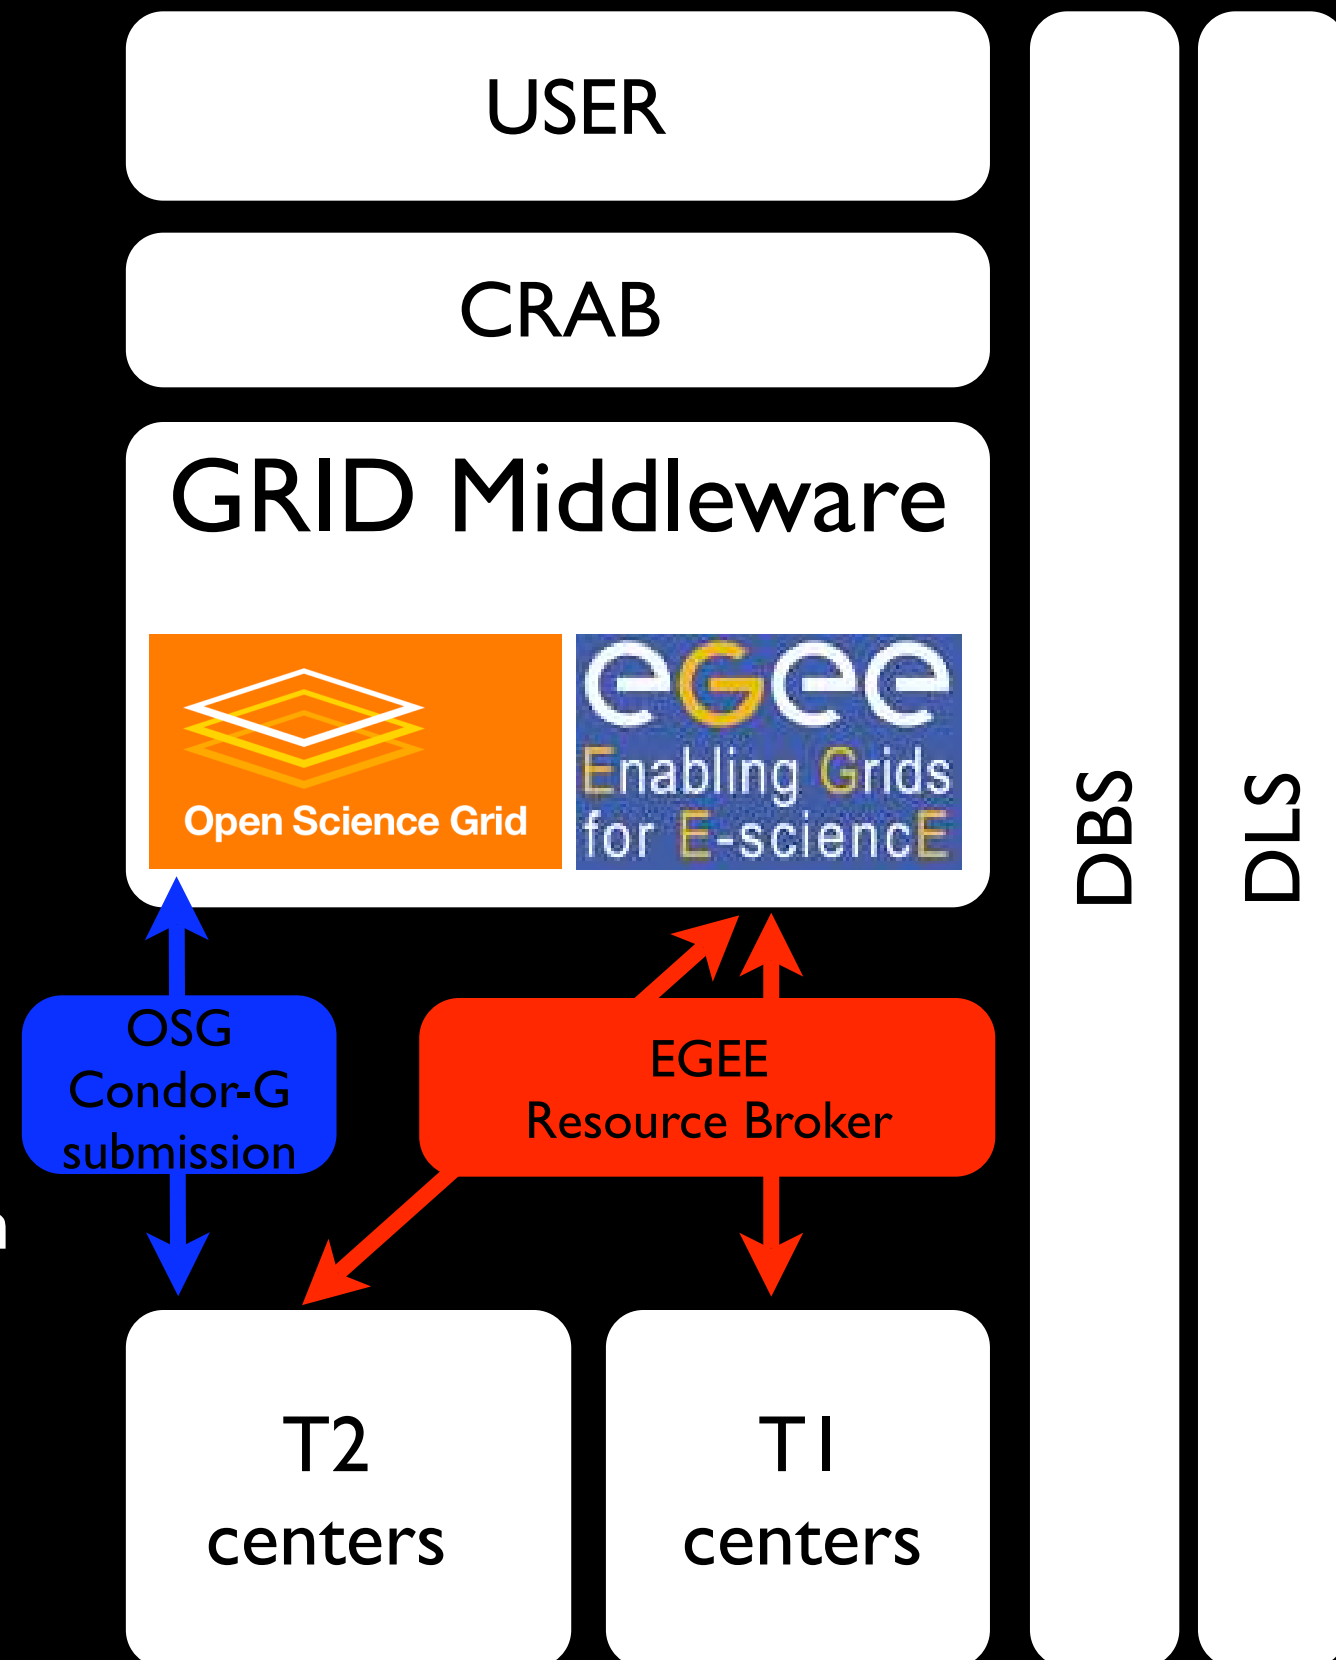 USER
CRAB
GRID Middleware
Open Science Grid
eGee
Enabling Grids
for E-sciencE
OSG
Condor-G
submission
EGEE
Resource Broker
T2
centers
T1
centers
DBS
DLS